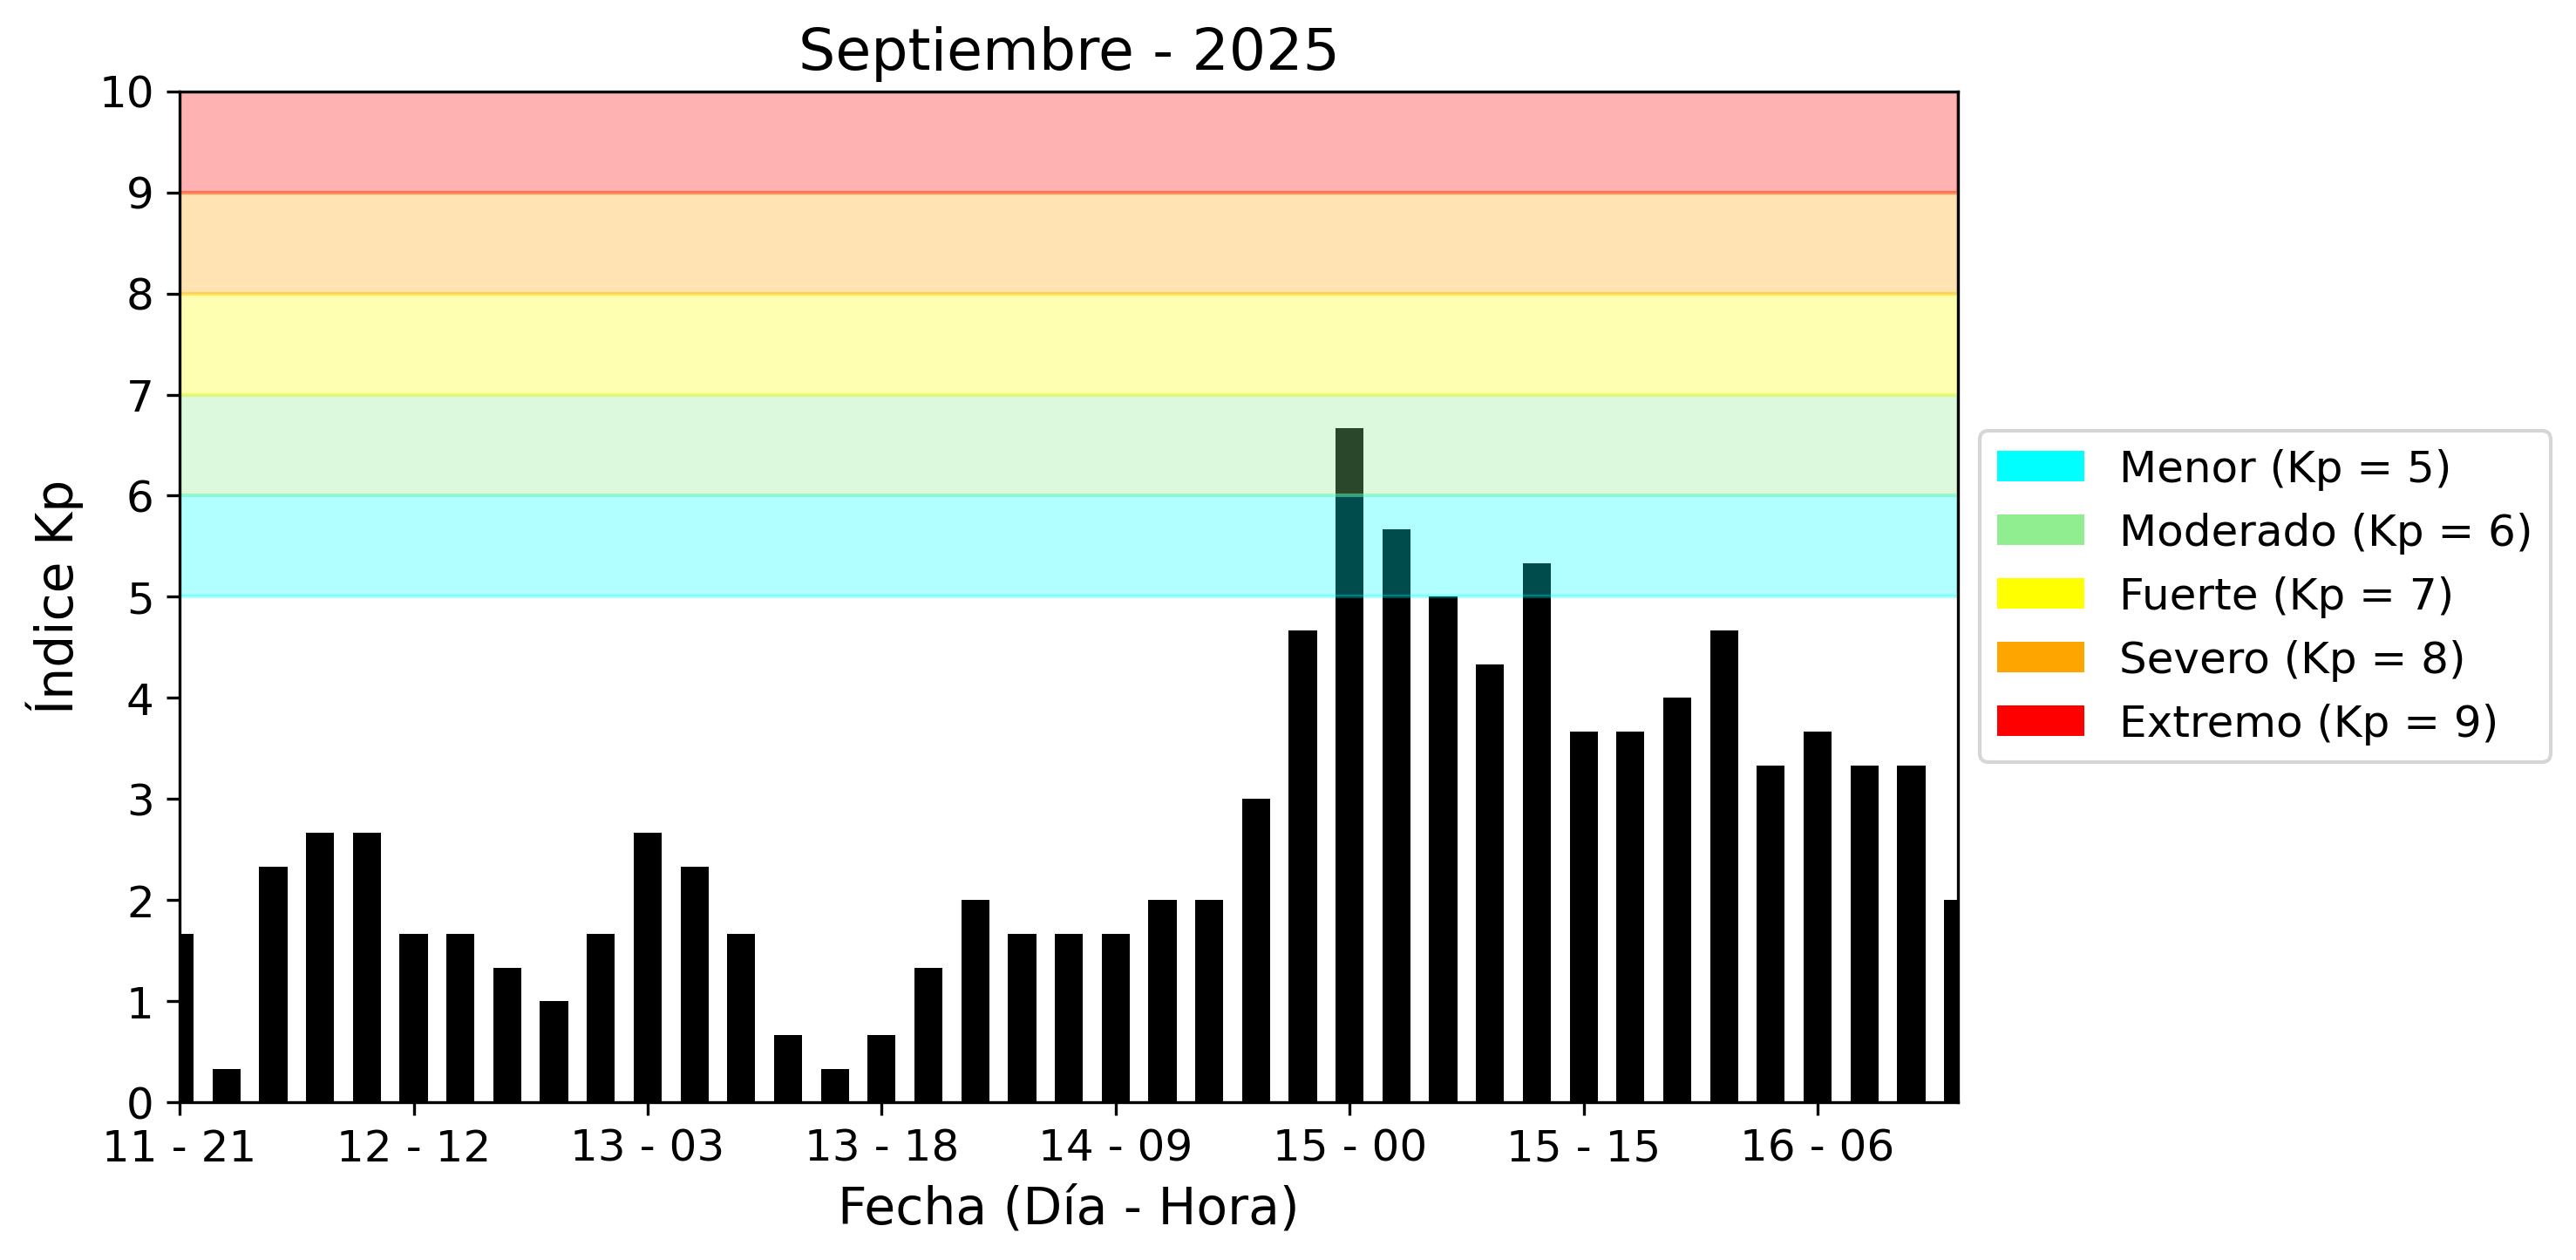 Septiembre - 2025
10
9
8
7
6
5
4
3
2
1
0
Índice Kp
11 - 21
12 - 12
13 - 03
13 - 18
14 - 09
15 - 00
15 - 15
16 - 06
Fecha (Día - Hora)
Menor (Kp = 5)
Moderado (Kp = 6)
Fuerte (Kp = 7)
Severo (Kp = 8)
Extremo (Kp = 9)